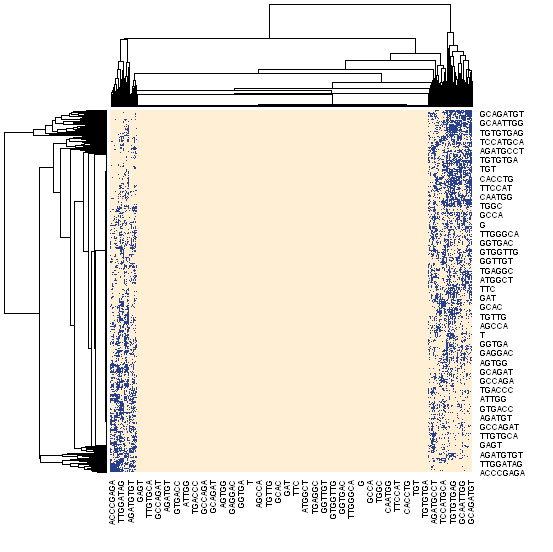 GCAGATGT
GCAATTGG
TGTGTGAG
TCCATGCA
AGATGCCT
TGTGTGA
TGT
CACCTG
TTCCAT
CAATGG
TGGC
GCCA
G
TTGGGCA
GGTGAC
GTGGTTG
GGTTGT
TGAGGC
ATGGCT
TTC
GAT
GCAC
TGTTG
AGCCA
T
GGTGA
GAGGAC
AGTGG
GCAGAT
GCCAGA
TGACCC
ATTGG
GTGACC
AGATGT
GCCAGAT
TTGTGCA
GAGT
AGATGTGT
TTGGATAG
ACCCGAGA
ACCCGAGA
TTGGATAG
AGATGTGT
GAGT
TTGTGCA
GCCAGAT
AGATGT
GTGACC
ATTGG
TGACCC
GCCAGA
GCAGAT
AGTGG
GAGGAC
GGTGA
T
AGCCA
TGTTG
GCAC
GAT
TTC
ATGGCT
TGAGGC
GGTTGT
GTGGTTG
GGTGAC
TTGGGCA
G
GCCA
TGGC
CAATGG
TTCCAT
CACCTG
TGT
TGTGTGA
AGATGCCT
TCCATGCA
TGTGTGAG
GCAATTGG
GCAGATGT